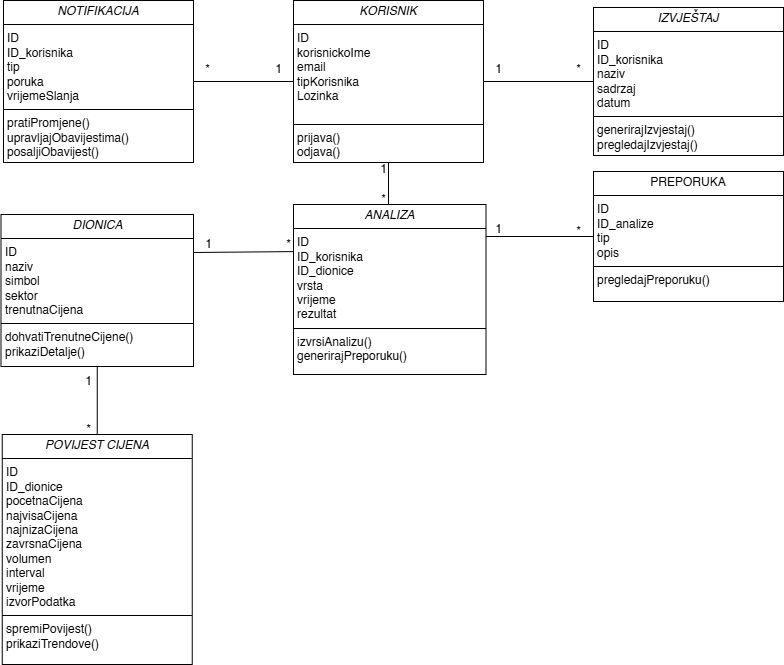 NOTIFIKACIJA
ID
ID_korisnika
tip
poruka
vrijemeSlanja
pratiPromjene()
upravljajObavijestima()
posaljiObavijest()
*
1
KORISNIK
ID
korisnickoIme
email
tipKorisnika
Lozinka
prijava()
odjava()
1
*
IZVJEŠTAJ
ID
ID_korisnika
naziv
sadrzaj
datum
generirajIzvjestaj()
pregledajIzvjestaj()
1
*
DIONICA
ID
naziv
simbol
sektor
trenutnaCijena
dohvatiTrenutneCijene()
prikaziDetalje()
1
*
ANALIZA
ID
ID_korisnika
ID_dionice
vrsta
vrijeme
rezultat
izvrsiAnalizu()
generirajPreporuku()
1
*
PREPORUKA
ID
ID_analize
tip
opis
pregledajPreporuku()
1
*
POVIJEST CIJENA
ID
ID_dionice
pocetnaCijena
najvisaCijena
najnizaCijena
zavrsnaCijena
volumen
interval
vrijeme
izvorPodatka
spremiPovijest()
prikaziTrendove()